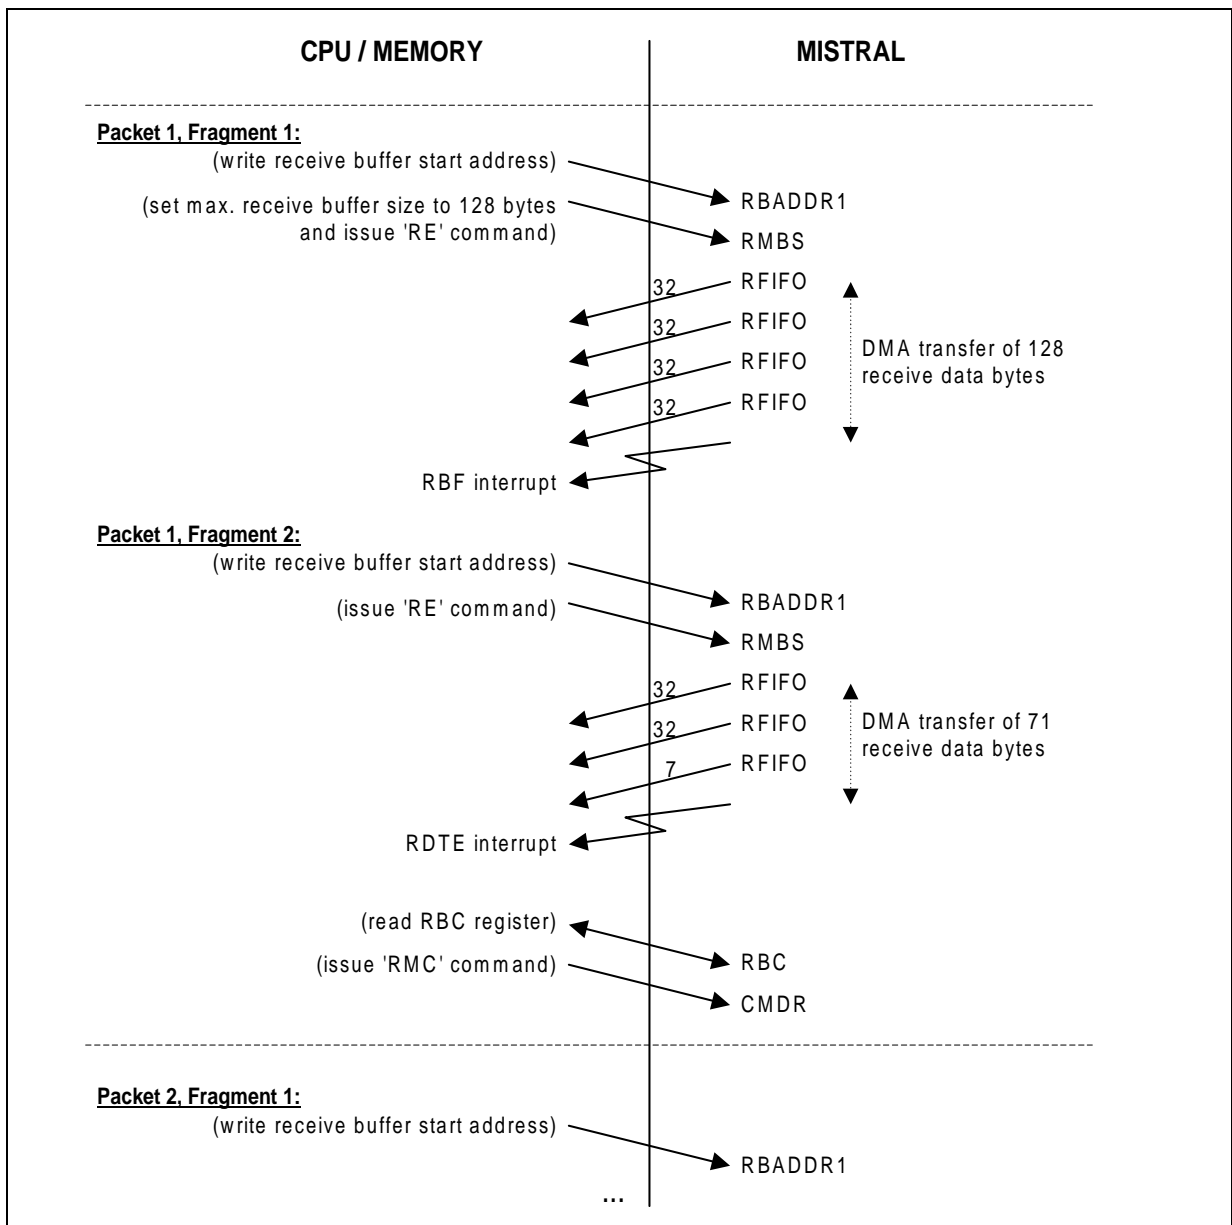 CPU / MEMORY MISTRAL
Packet 1, Fragment 1:
(write receive buffer start address)
RBADDR1
(set max. receive buffer size to 128 bytes
and issue 'RE' command)
RMBS
32 RFIFO
32 RFIFO
DMA transfer of 128
receive data bytes
32 RFIFO
32 RFIFO
RBF interrupt
Packet 1, Fragment 2:
(write receive buffer start address)
RBADDR1
(issue 'RE' command)
RMBS
32 RFIFO
32 RFIFO
DMA transfer of 71
receive data bytes
7 RFIFO
RDTE interrupt
(read RBC register)
RBC
(issue 'RMC' command)
CMDR
Packet 2, Fragment 1:
(write receive buffer start address)
RBADDR1
...